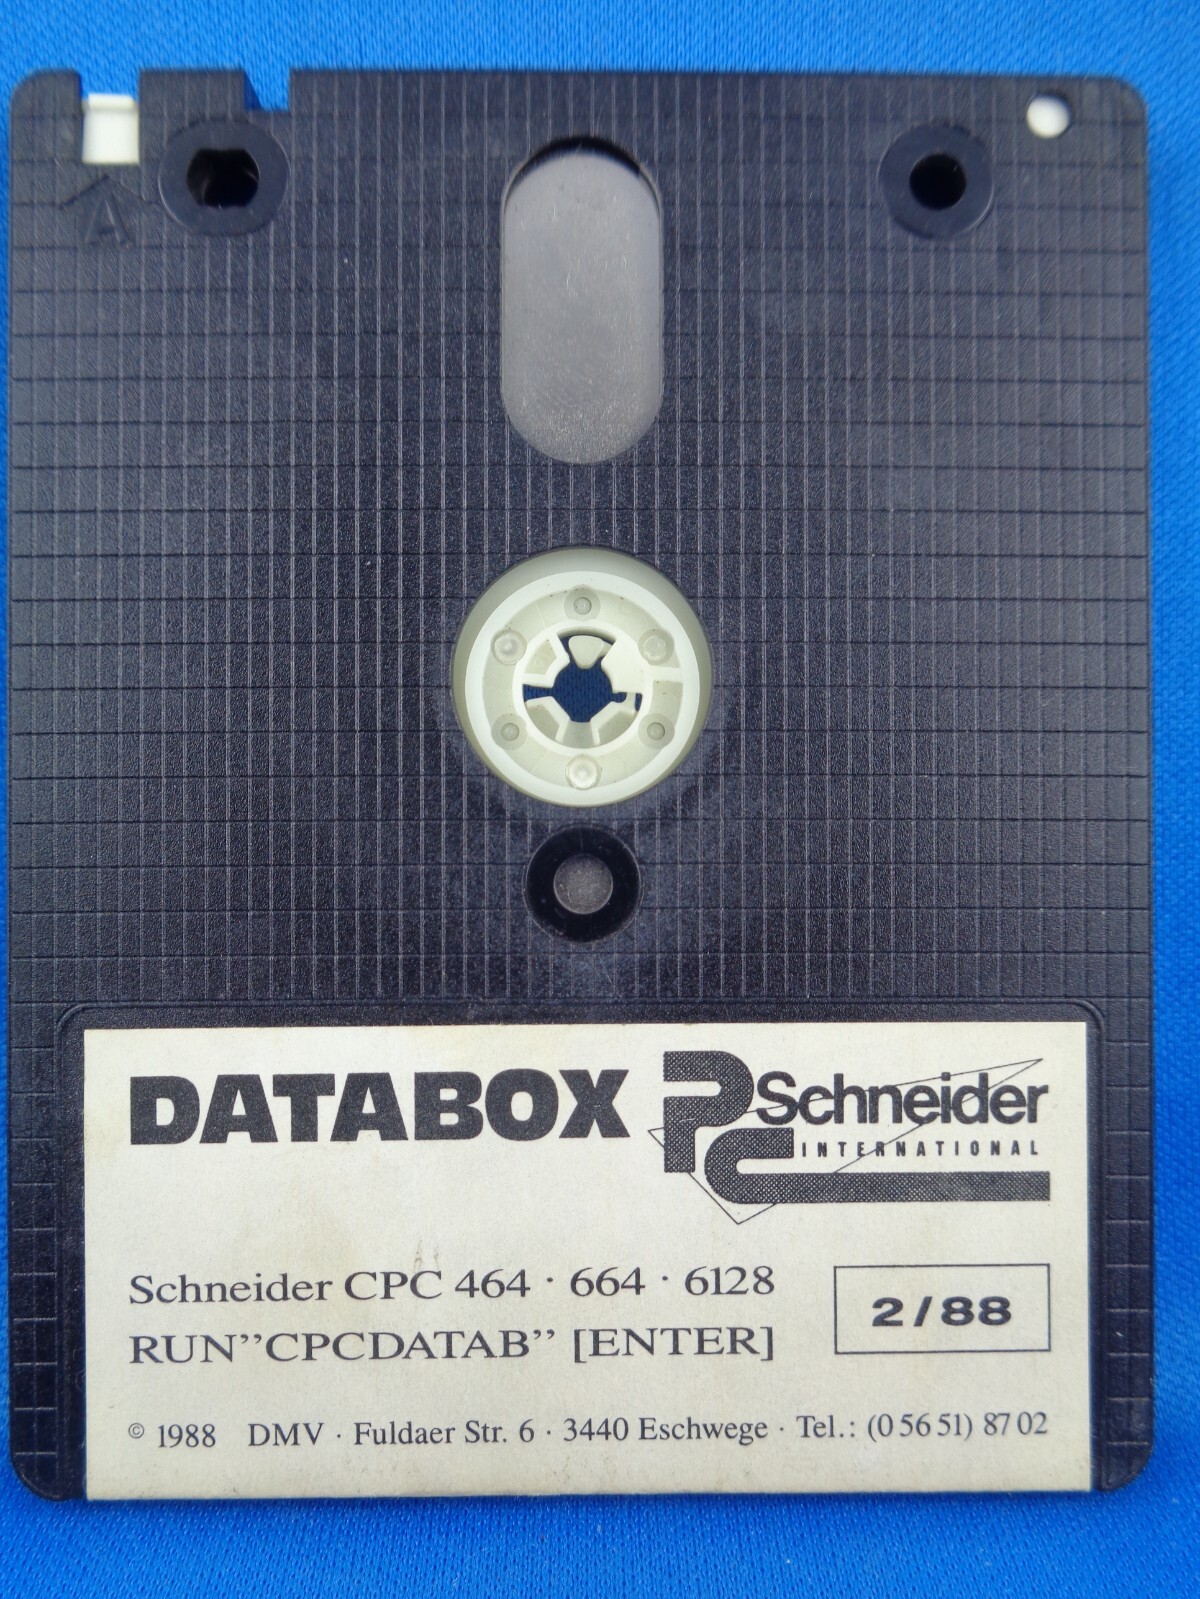 A
DATABOX PC Schneider
INTERNATIONAL
Schneider CPC 464 · 664 · 6128
RUN”CPCDATAB” [ENTER]
2/88
© 1988 DMV · Fuldaer Str. 6 · 3440 Eschwege · Tel.: (0 56 51) 87 02